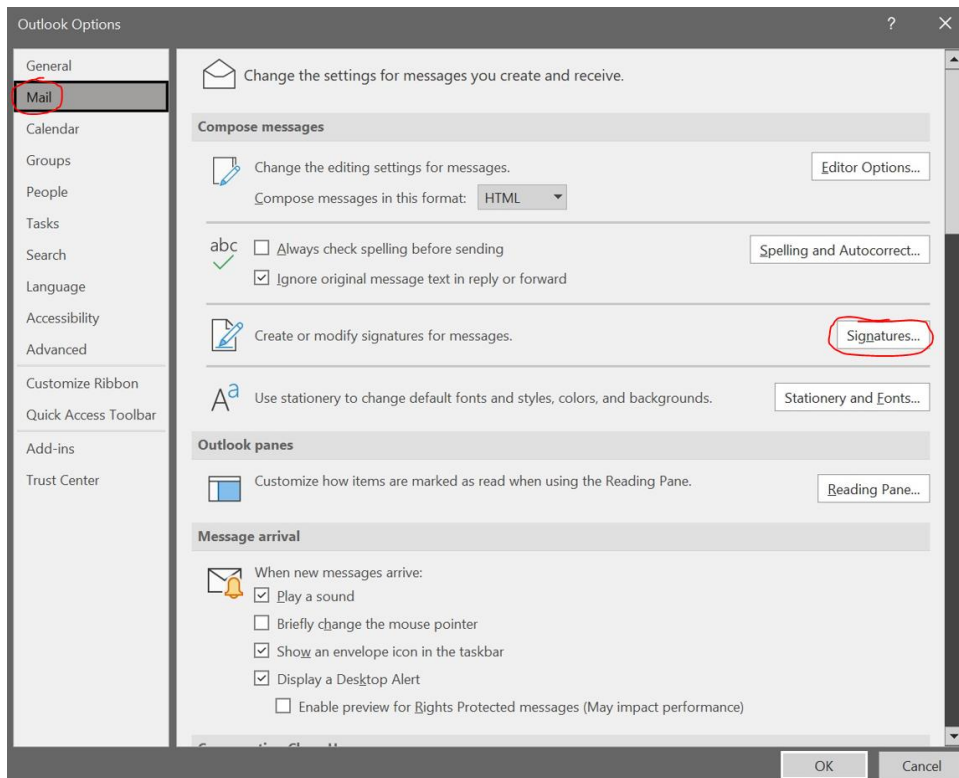 Outlook Options
?
General
Mail
Calendar
Groups
People
Tasks
Search
Language
Accessibility
Advanced
Customize Ribbon
Quick Access Toolbar
Add-ins
Trust Center
Change the settings for messages you create and receive.
Compose messages
Change the editing settings for messages.
Editor Options...
Compose messages in this format: HTML
abc
Always check spelling before sending
Spelling and Autocorrect...
Ignore original message text in reply or forward
Create or modify signatures for messages.
Signatures...
Aa Use stationery to change default fonts and styles, colors, and backgrounds.
Stationery and Fonts...
Outlook panes
Customize how items are marked as read when using the Reading Pane.
Reading Pane...
Message arrival
When new messages arrive:
Play a sound
Briefly change the mouse pointer
Show an envelope icon in the taskbar
Display a Desktop Alert
Enable preview for Rights Protected messages (May impact performance)
OK
Cancel